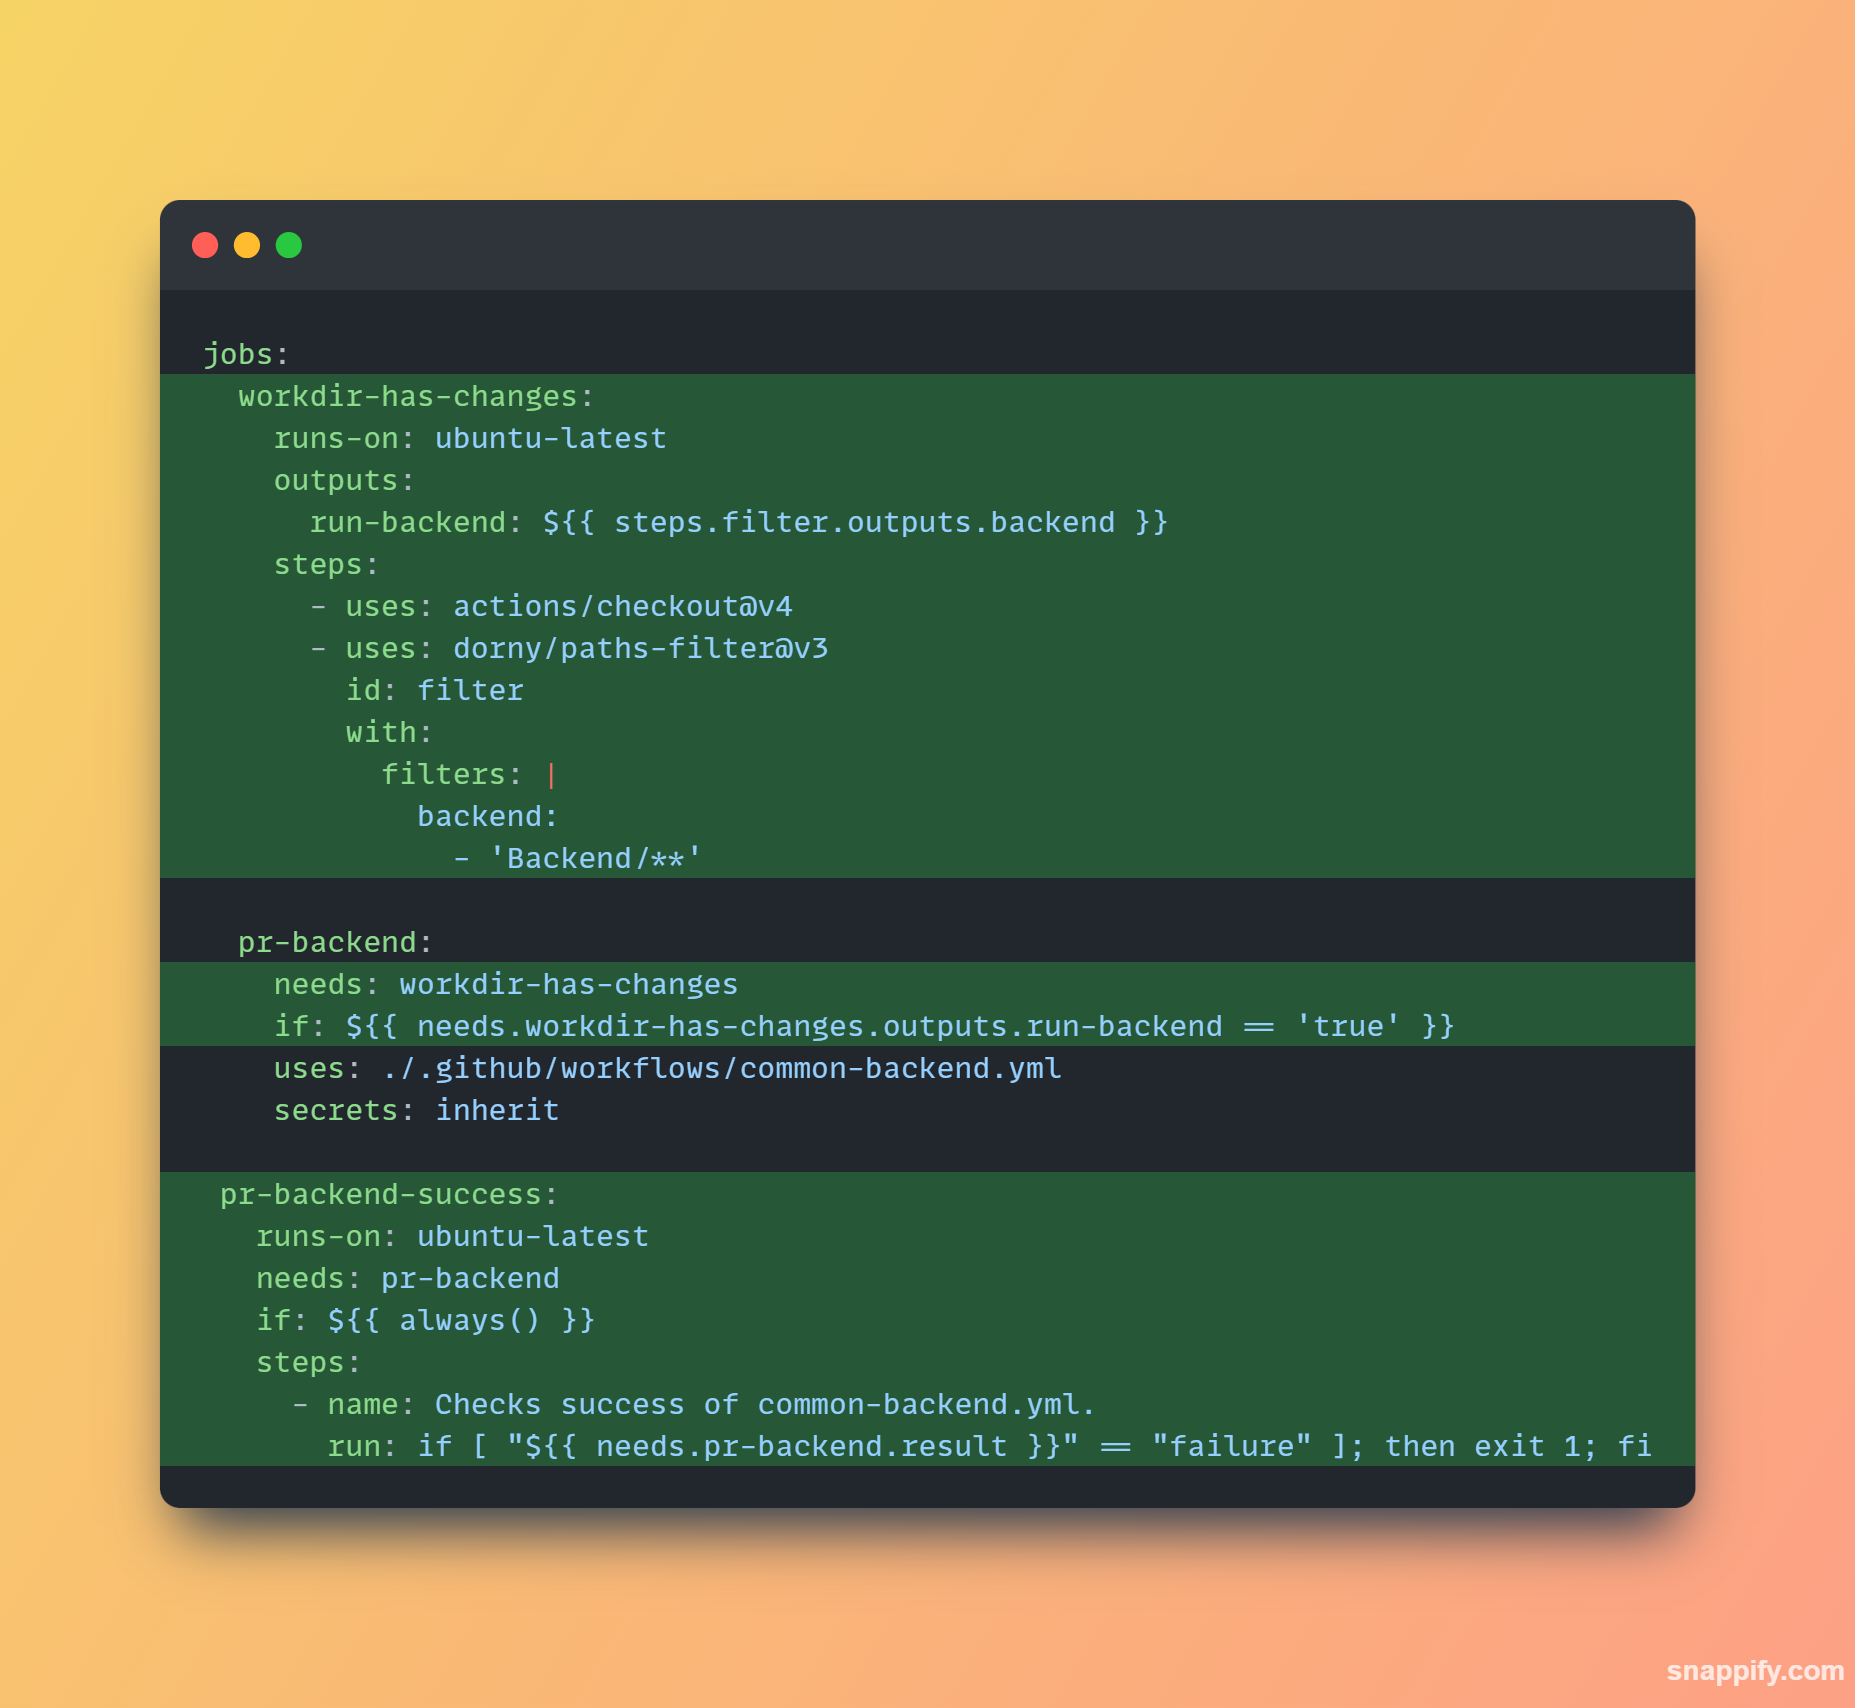 jobs:
  workdir-has-changes:
    runs-on: ubuntu-latest
    outputs:
      run-backend: ${{ steps.filter.outputs.backend }}
    steps:
      - uses: actions/checkout@v4
      - uses: dorny/paths-filter@v3
        id: filter
        with:
          filters: |
            backend:
              - 'Backend/**'

  pr-backend:
    needs: workdir-has-changes
    if: ${{ needs.workdir-has-changes.outputs.run-backend == 'true' }}
    uses: ./.github/workflows/common-backend.yml
    secrets: inherit

 pr-backend-success:
   runs-on: ubuntu-latest
   needs: pr-backend
   if: ${{ always() }}
   steps:
     - name: Checks success of common-backend.yml.
       run: if [ "${{ needs.pr-backend.result }}" == "failure" ]; then exit 1; fi
snappify.com